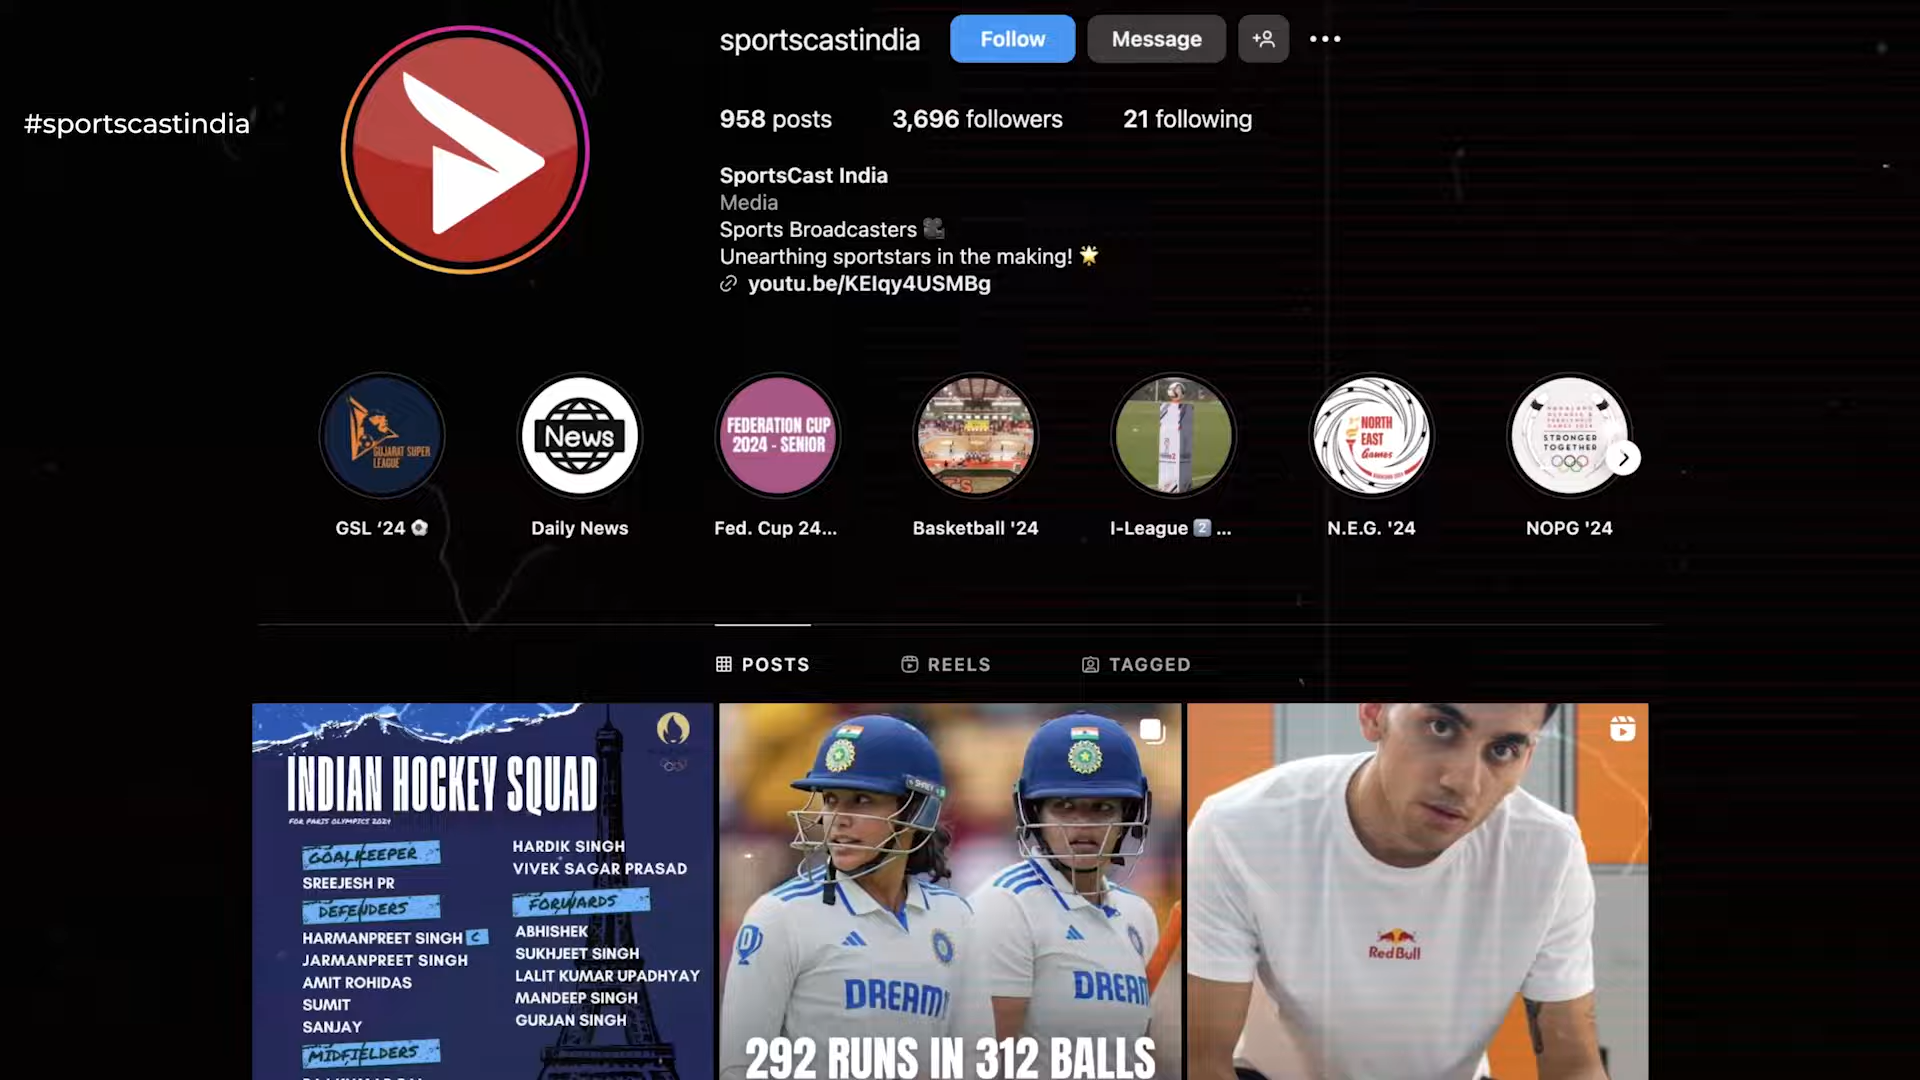 sportscastindia
Follow
Message
#sportscastindia
958 posts
3,696 followers
21 following
SportsCast India
Media
Sports Broadcasters
Unearthing sportstars in the making!
youtu.be/KEIqy4USMBg
GUJARAT SUPER
LEAGUE
News
FEDERATION CUP
2024 - SENIOR
NORTH
EAST
Games
STRONGER
TOGETHER
GSL ‘24
Daily News
Fed. Cup 24...
Basketball '24
I-League 2 ...
N.E.G. '24
NOPG '24
POSTS
REELS
TAGGED
INDIAN HOCKEY SQUAD
FOR PARIS OLYMPICS 2024
GOALKEEPER
SREEJESH PR
DEFENDERS
HARMANPREET SINGH C
JARMANPREET SINGH
AMIT ROHIDAS
SUMIT
SANJAY
MIDFIELDERS
HARDIK SINGH
VIVEK SAGAR PRASAD
FORWARDS
ABHISHEK
SUKHJEET SINGH
LALIT KUMAR UPADHYAY
MANDEEP SINGH
GURJAN SINGH
DREAM
DREAM
292 RUNS IN 312 BALLS
Red Bull